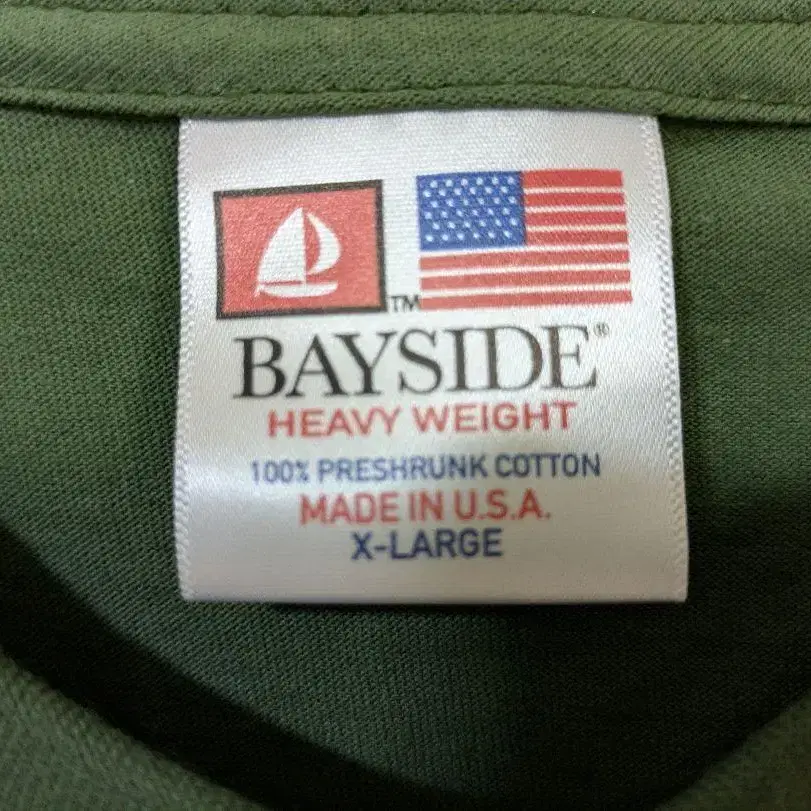 TM
BAYSIDE®
HEAVY WEIGHT
100% PRESHRUNK COTTON
MADE IN U.S.A.
X-LARGE